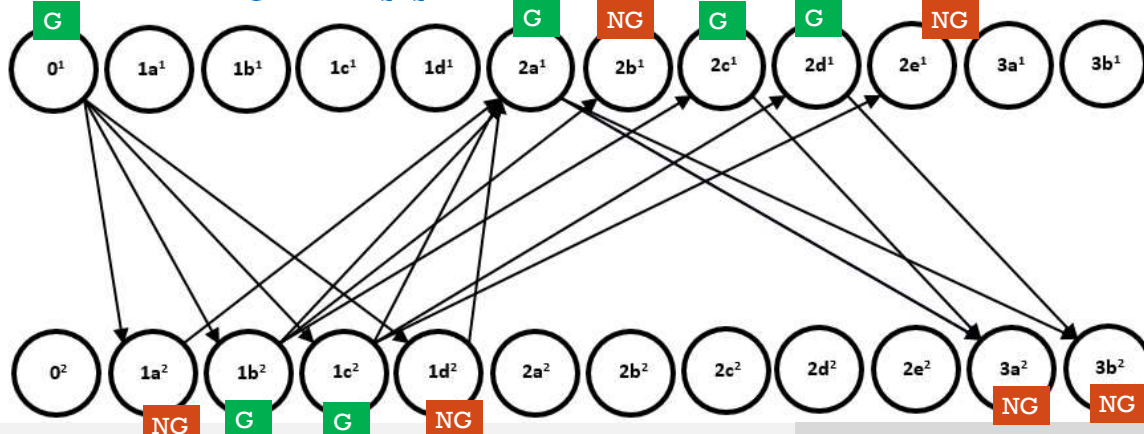 G G NG G G NG
0¹ 1a¹ 1b¹ 1c¹ 1d¹ 2a¹ 2b¹ 2c¹ 2d¹ 2e¹ 3a¹ 3b¹
0² 1a² 1b² 1c² 1d² 2a² 2b² 2c² 2d² 2e² 3a² 3b²
NG G G NG NG NG